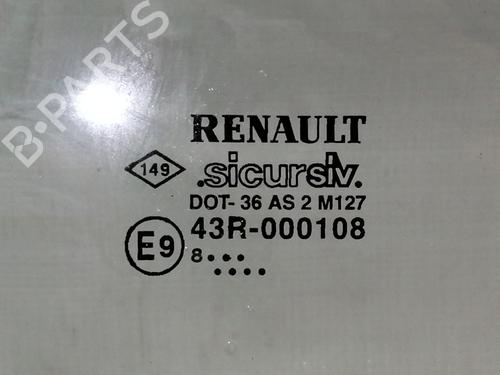 B-PARTS
RENAULT
149 .sicursiv.
DOT- 36 AS 2 M127
E9 43R-000108
8...
....